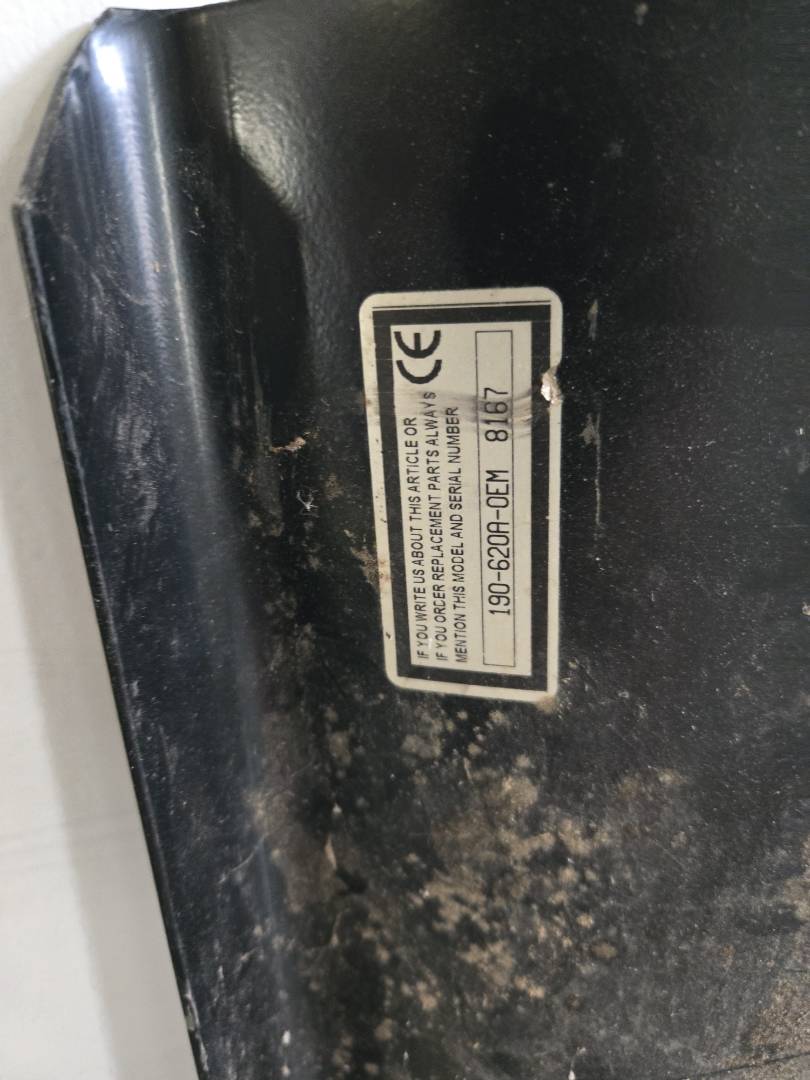 CE
IF YOU WRITE US ABOUT THIS ARTICLE OR
IF YOU ORDER REPLACEMENT PARTS ALWAYS
MENTION THIS MODEL AND SERIAL NUMBER
190-620A-OEM 8167